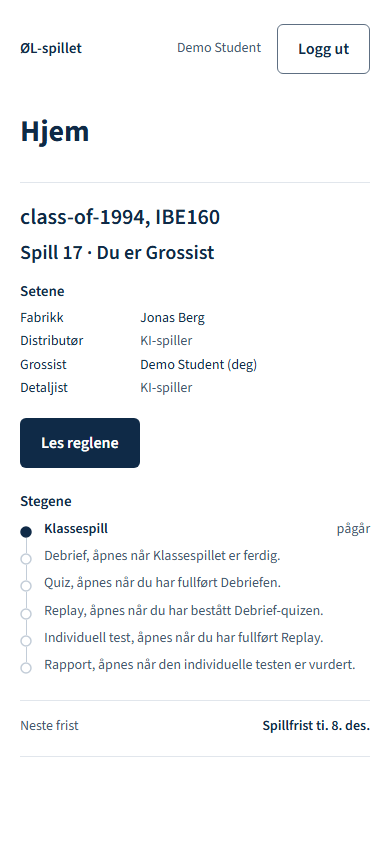 ØL-spillet
Demo Student
Logg ut
Hjem
class-of-1994, IBE160
Spill 17 · Du er Grossist
Setene
Fabrikk Jonas Berg
Distributør KI-spiller
Grossist Demo Student (deg)
Detaljist KI-spiller
Les reglene
Stegene
Klassespill pågår
Debrief, åpnes når Klassespillet er ferdig.
Quiz, åpnes når du har fullført Debriefen.
Replay, åpnes når du har bestått Debrief-quizen.
Individuell test, åpnes når du har fullført Replay.
Rapport, åpnes når den individuelle testen er vurdert.
Neste frist Spillfrist ti. 8. des.